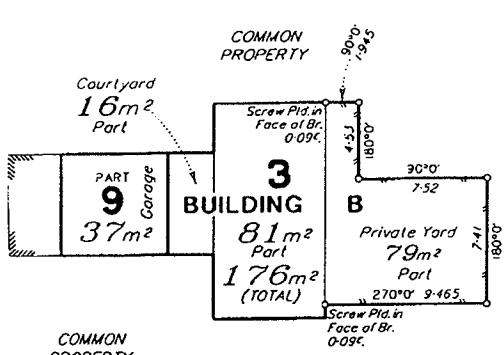 COMMON
PROPERTY
90°0'
1·945
Courtyard
16m²
Part
Screw Pld.in
Face of Br.
0·09ᶜ.
4·53
180°0'
PART
9
Garage
37m²
3
BUILDING B
81m²
Part
176m²
(TOTAL)
90°0'
7·52
Private Yard
79m²
Part
7·41
180°0'
270°0' 9·465
Screw Pld.in
Face of Br.
0·09ᶜ.
COMMON
PROPERTY